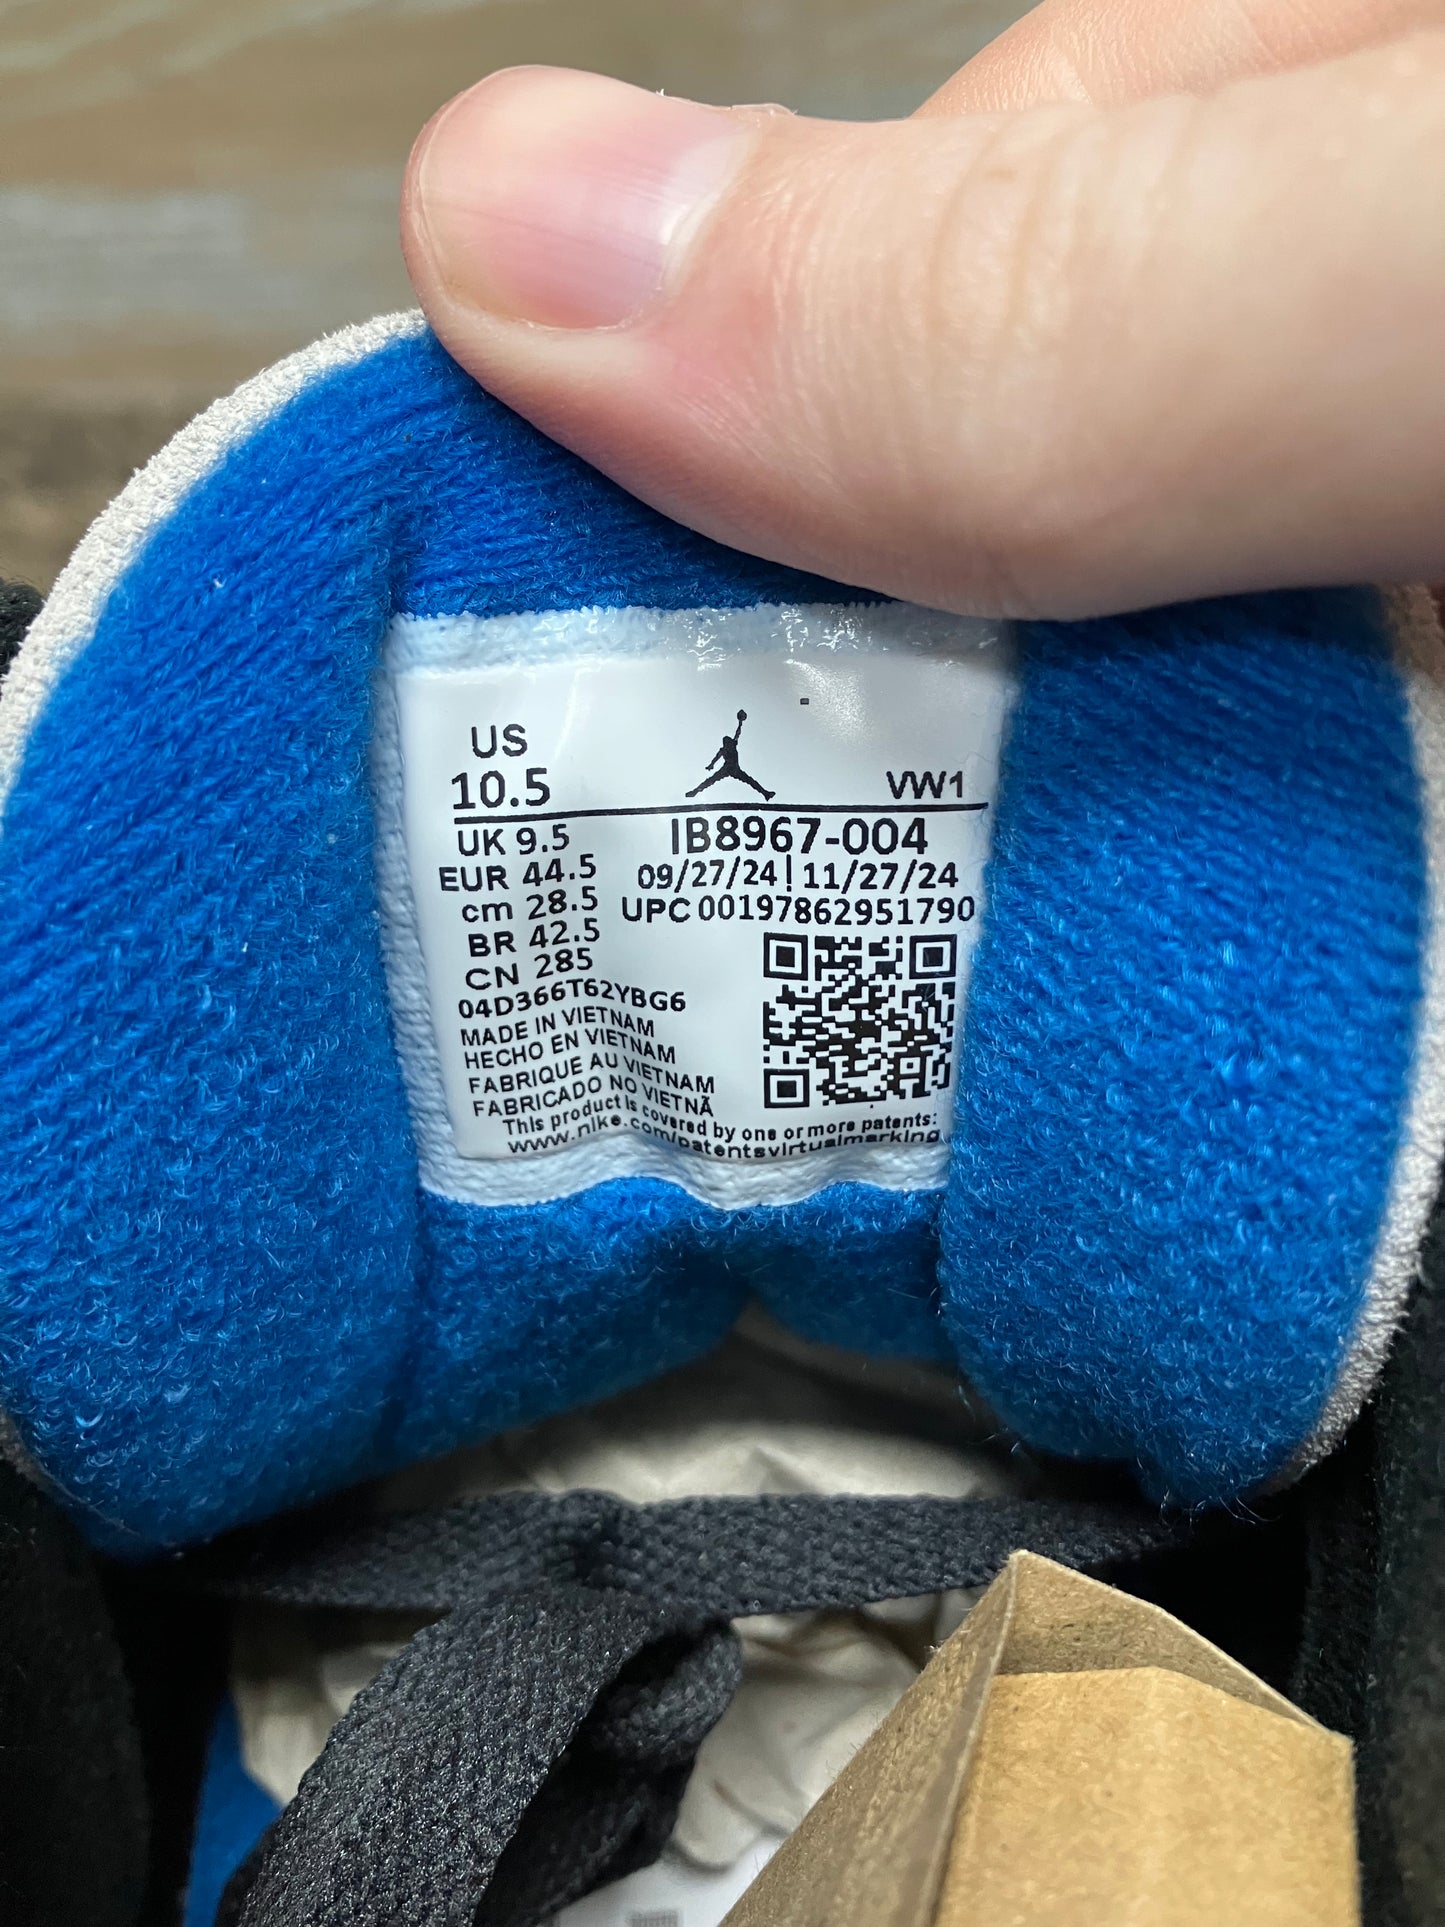 US
10.5
VW1
UK 9.5
IB8967-004
EUR 44.5
09/27/24 | 11/27/24
cm 28.5
UPC 00197862951790
BR 42.5
CN 285
04D366T62YBG6
MADE IN VIETNAM
HECHO EN VIETNAM
FABRIQUE AU VIETNAM
FABRICADO NO VIETNÃ
This product is covered by one or more patents:
www.nike.com/patentsvirtualmarking